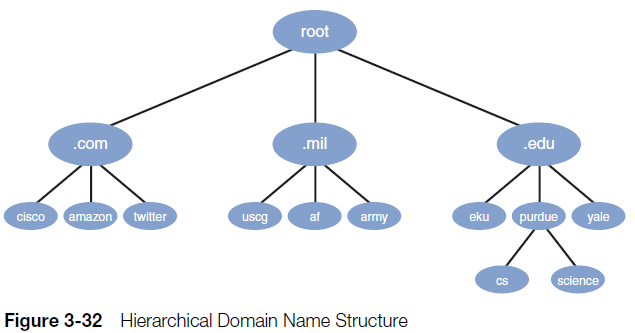 root
.com
.mil
.edu
cisco amazon twitter uscg af army eku purdue yale
cs science
Figure 3-32 Hierarchical Domain Name Structure